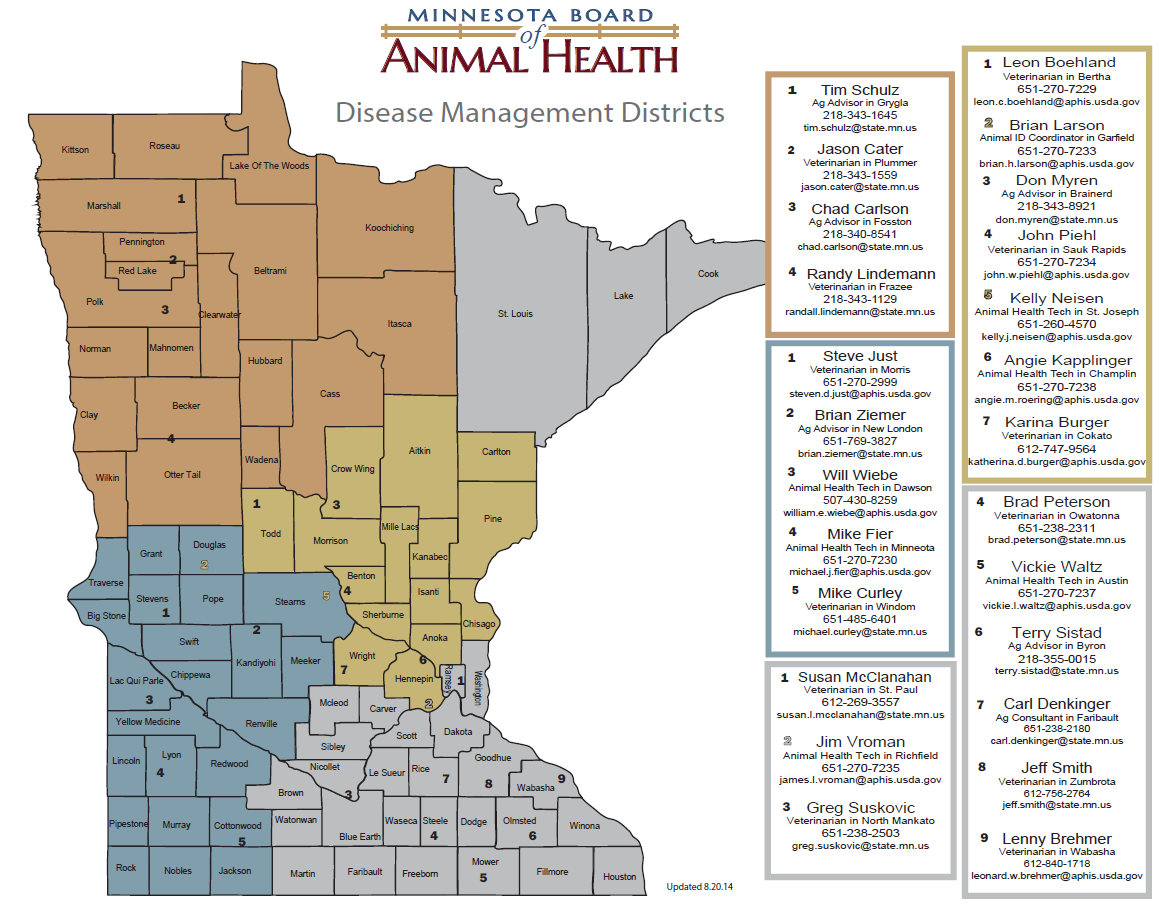 MINNESOTA BOARD
of
ANIMAL HEALTH
Disease Management Districts
Kittson
Roseau
Lake Of The Woods
Marshall
1
Koochiching
Pennington
2
Red Lake
Beltrami
Polk
3
Clearwater
Itasca
St. Louis
Lake
Cook
Norman
Mahnomen
Hubbard
Cass
Clay
Becker
4
Otter Tail
Wadena
Wilkin
Crow Wing
3
Aitkin
Carlton
1
Todd
Morrison
Mille Lacs
Pine
Kanabec
Grant
Douglas
2
Traverse
Stevens
1
Pope
Stearns
5
Benton
4
Isanti
Big Stone
Sherburne
Chisago
Swift
2
Anoka
6
Kandiyohi
Meeker
Wright
7
Hennepin
2
Ramsey
1
Washington
Chippewa
Lac Qui Parle
3
Yellow Medicine
Renville
Mcleod
Carver
Scott
Dakota
Sibley
Lincoln
Lyon
4
Redwood
Nicollet
3
Le Sueur
Rice
7
Goodhue
8
Wabasha
9
Brown
Pipestone
Murray
Cottonwood
5
Watonwan
Blue Earth
Waseca
Steele
4
Dodge
Olmsted
6
Winona
Rock
Nobles
Jackson
Martin
Faribault
Freeborn
Mower
5
Fillmore
Houston
Updated 8.20.14
1 Tim Schulz
Ag Advisor in Grygla
218-343-1645
tim.schulz@state.mn.us
2 Jason Cater
Veterinarian in Plummer
218-343-1559
jason.cater@state.mn.us
3 Chad Carlson
Ag Advisor in Fosston
218-340-8541
chad.carlson@state.mn.us
4 Randy Lindemann
Veterinarian in Frazee
218-343-1129
randall.lindemann@state.mn.us
1 Steve Just
Veterinarian in Morris
651-270-2999
steven.d.just@aphis.usda.gov
2 Brian Ziemer
Ag Advisor in New London
651-769-3827
brian.ziemer@state.mn.us
3 Will Wiebe
Animal Health Tech in Dawson
507-430-8259
william.e.wiebe@aphis.usda.gov
4 Mike Fier
Animal Health Tech in Minneota
651-270-7230
michael.j.fier@aphis.usda.gov
5 Mike Curley
Veterinarian in Windom
651-485-6401
michael.curley@state.mn.us
1 Susan McClanahan
Veterinarian in St. Paul
612-269-3557
susan.l.mcclanahan@state.mn.us
2 Jim Vroman
Animal Health Tech in Richfield
651-270-7235
james.l.vroman@aphis.usda.gov
3 Greg Suskovic
Veterinarian in North Mankato
651-238-2503
greg.suskovic@state.mn.us
1 Leon Boehland
Veterinarian in Bertha
651-270-7229
leon.c.boehland@aphis.usda.gov
2 Brian Larson
Animal ID Coordinator in Garfield
651-270-7233
brian.h.larson@aphis.usda.gov
3 Don Myren
Ag Advisor in Brainerd
218-343-8921
don.myren@state.mn.us
4 John Piehl
Veterinarian in Sauk Rapids
651-270-7234
john.w.piehl@aphis.usda.gov
5 Kelly Neisen
Animal Health Tech in St. Joseph
651-260-4570
kelly.j.neisen@aphis.usda.gov
6 Angie Kapplinger
Animal Health Tech in Champlin
651-270-7238
angie.m.roering@aphis.usda.gov
7 Karina Burger
Veterinarian in Cokato
612-747-9564
katherina.d.burger@aphis.usda.gov
4 Brad Peterson
Veterinarian in Owatonna
651-238-2311
brad.peterson@state.mn.us
5 Vickie Waltz
Animal Health Tech in Austin
651-270-7237
vickie.l.waltz@aphis.usda.gov
6 Terry Sistad
Ag Advisor in Byron
218-355-0015
terry.sistad@state.mn.us
7 Carl Denkinger
Ag Consultant in Faribault
651-238-2180
carl.denkinger@state.mn.us
8 Jeff Smith
Veterinarian in Zumbrota
612-756-2764
jeff.smith@state.mn.us
9 Lenny Brehmer
Veterinarian in Wabasha
612-840-1718
leonard.w.brehmer@aphis.usda.gov